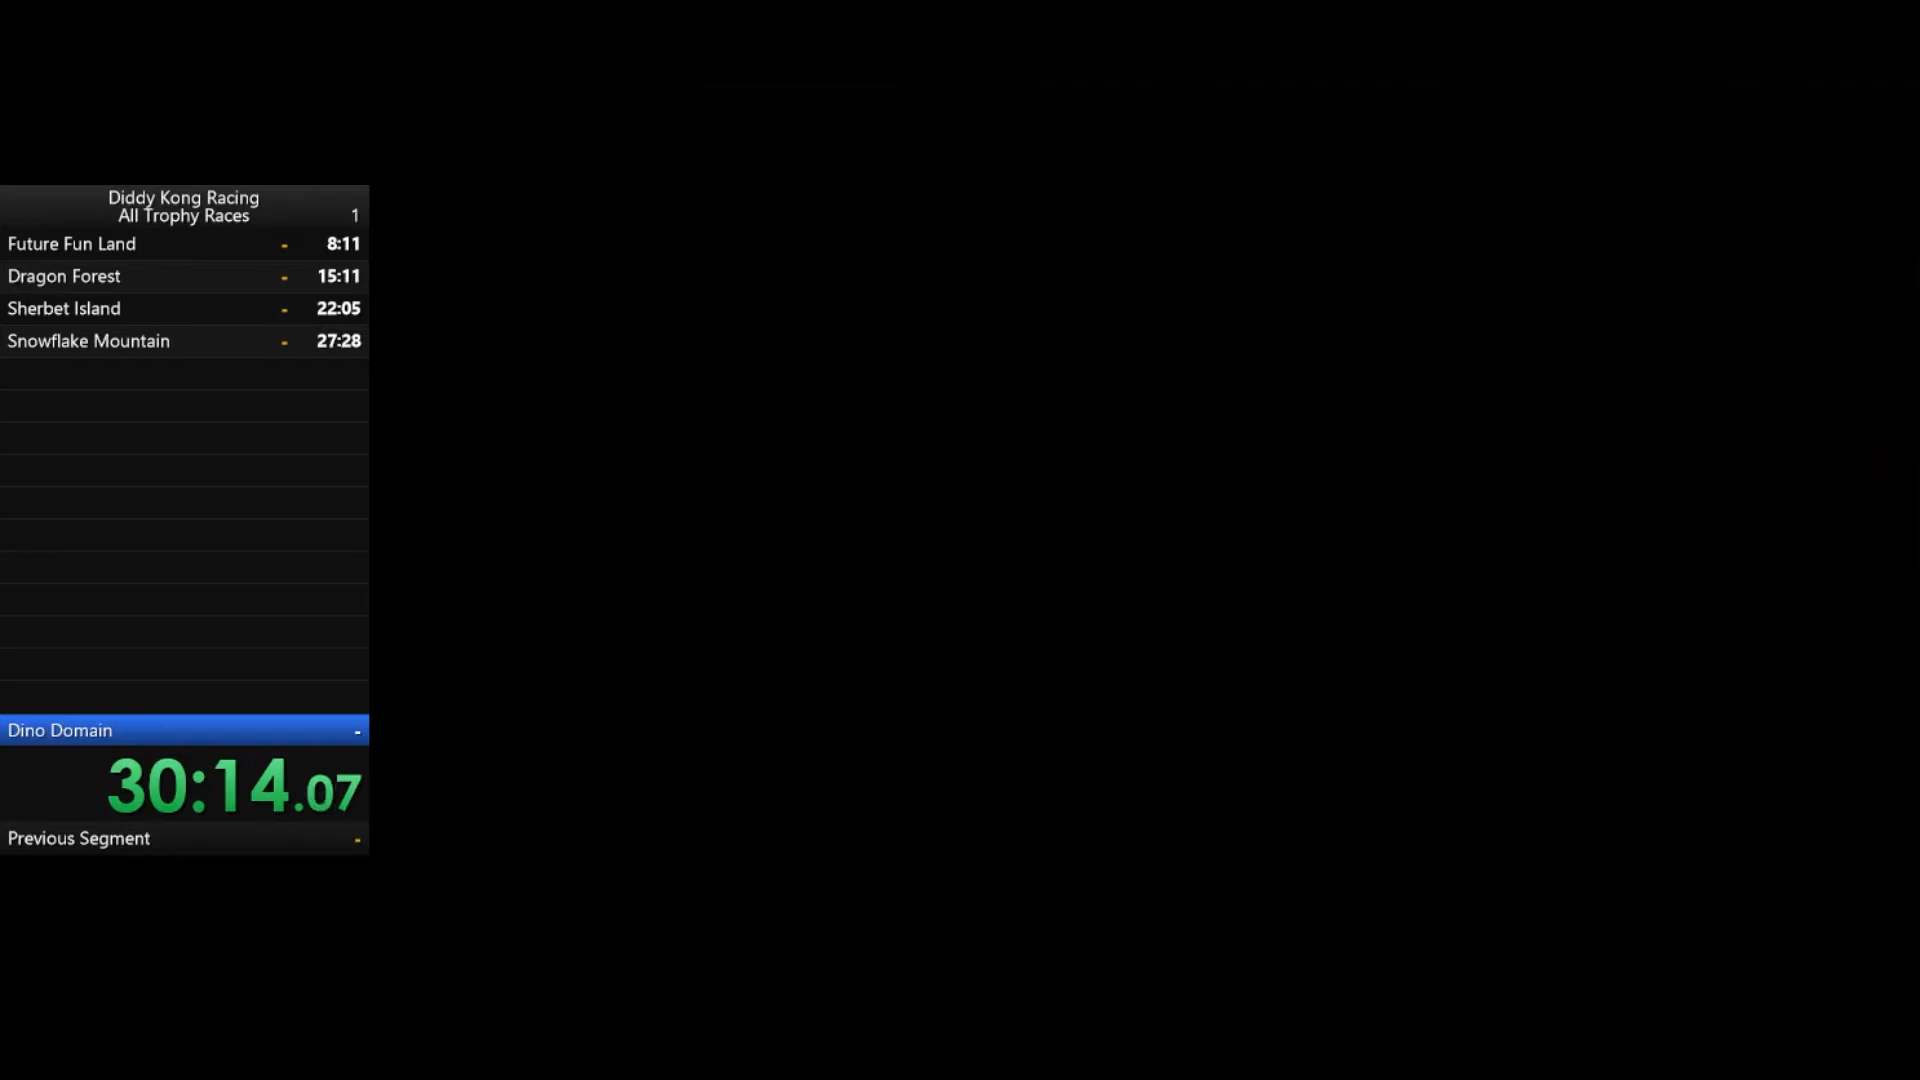 Diddy Kong Racing
All Trophy Races 1
Future Fun Land - 8:11
Dragon Forest - 15:11
Sherbet Island - 22:05
Snowflake Mountain - 27:28
Dino Domain -
30:14.07
Previous Segment -